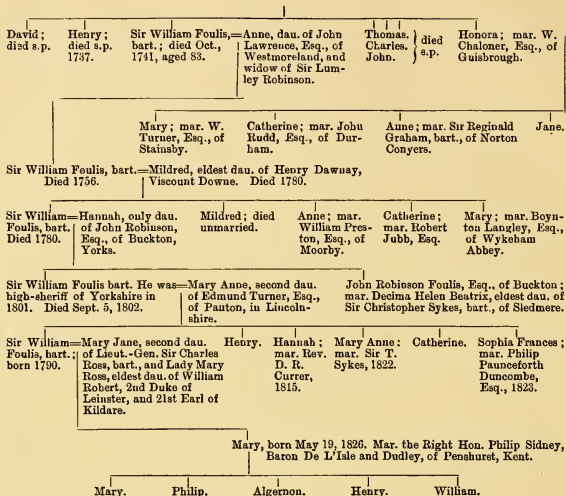 David;
died s.p.
Henry;
died s.p.
1737.
Sir William Foulis,=
bart.; died Oct.,
1741, aged 83.
Anne, dau. of John
Lawrence, Esq., of
Westmoreland, and
widow of Sir Lum-
ley Robinson.
Thomas.
Charles.
John.
died
s.p.
Honora; mar. W.
Chaloner, Esq., of
Guisbrough.
Mary; mar. W.
Turner, Esq., of
Stainsby.
Catherine; mar. John
Rudd, Esq., of Dur-
ham.
Anne; mar. Sir Reginald
Graham, bart., of Norton
Conyers.
Jane.
Sir William Foulis, bart.=
Died 1756.
Mildred, eldest dau. of Henry Dawnay,
Viscount Downe. Died 1780.
Sir William=
Foulis, bart.
Died 1780.
Hannah, only dau.
of John Robinson,
Esq., of Buckton,
Yorks.
Mildred; died
unmarried.
Anne; mar.
William Pres-
ton, Esq., of
Moorby.
Catherine;
mar. Robert
Jubb, Esq.
Mary; mar. Boyn-
ton Langley, Esq.,
of Wykeham
Abbey.
Sir William Foulis bart. He was=
high-sheriff of Yorkshire in
1801. Died Sept. 5, 1802.
Mary Anne, second dau.
of Edmund Turner, Esq.,
of Panton, in Lincoln-
shire.
John Robinson Foulis, Esq., of Buckton;
mar. Decima Helen Beatrix, eldest dau. of
Sir Christopher Sykes, bart., of Sledmere.
Sir William=
Foulis, bart.;
born 1790.
Mary Jane, second dau.
of Lieut.-Gen. Sir Charles
Ross, bart., and Lady Mary
Ross, eldest dau. of William
Robert, 2nd Duke of
Leinster, and 21st Earl of
Kildare.
Henry.
Hannah;
mar. Rev.
D. R.
Currer,
1815.
Mary Anne:
mar. Sir T.
Sykes, 1822.
Catherine.
Sophia Frances;
mar. Philip
Paunceforth
Duncombe,
Esq., 1823.
Mary, born May 19, 1826. Mar. the Right Hon. Philip Sidney,
Baron De L'Isle and Dudley, of Penshurst, Kent.
Mary.
Philip.
Algernon.
Henry.
William.